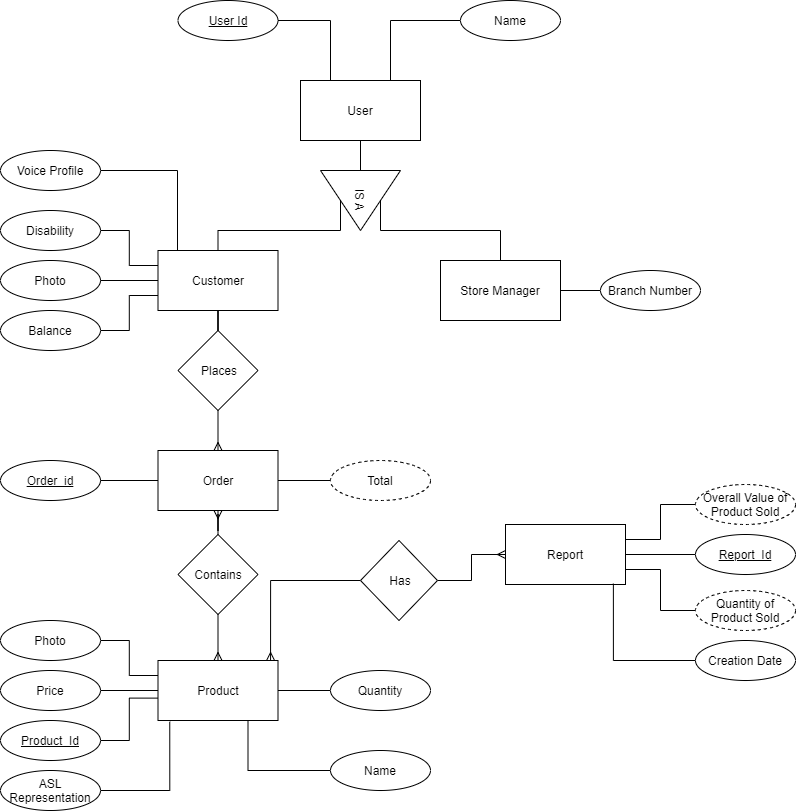 User Id
Name
User
IS A
Voice Profile
Disability
Photo
Balance
Customer
Store Manager
Branch Number
Places
Order_id
Order
Total
Contains
Has
Report
Overall Value of
Product Sold
Report_Id
Quantity of
Product Sold
Creation Date
Photo
Price
Product_Id
ASL
Representation
Product
Quantity
Name